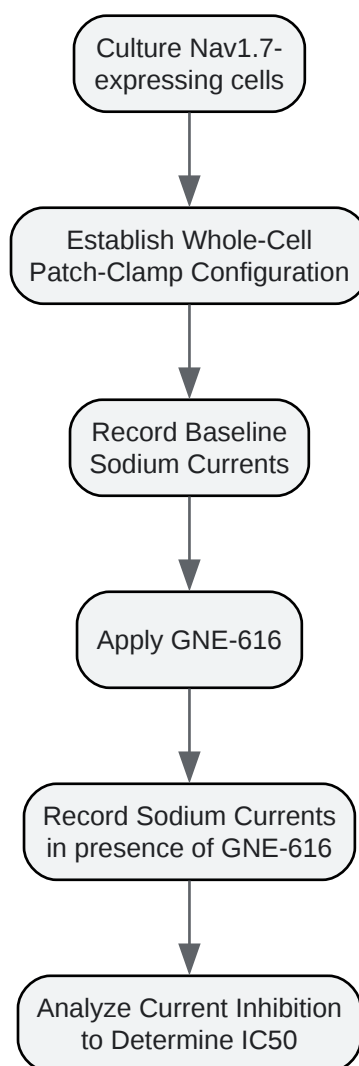 Culture Nav1.7-
expressing cells
Establish Whole-Cell
Patch-Clamp Configuration
Record Baseline
Sodium Currents
Apply GNE-616
Record Sodium Currents
in presence of GNE-616
Analyze Current Inhibition
to Determine IC50